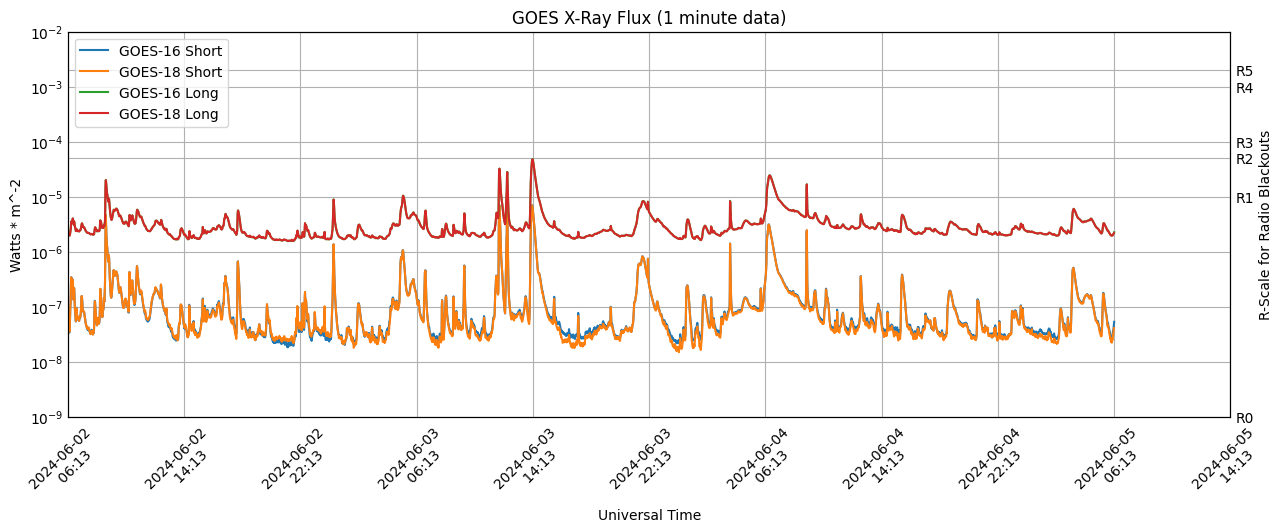 GOES X-Ray Flux (1 minute data)
GOES-16 Short
GOES-18 Short
GOES-16 Long
GOES-18 Long
Watts * m^-2
10^-2
10^-3
10^-4
10^-5
10^-6
10^-7
10^-8
10^-9
R5
R4
R3
R2
R1
R0
R-Scale for Radio Blackouts
2024-06-02
06:13
2024-06-02
14:13
2024-06-02
22:13
2024-06-03
06:13
2024-06-03
14:13
2024-06-03
22:13
2024-06-04
06:13
2024-06-04
14:13
2024-06-04
22:13
2024-06-05
06:13
2024-06-05
14:13
Universal Time